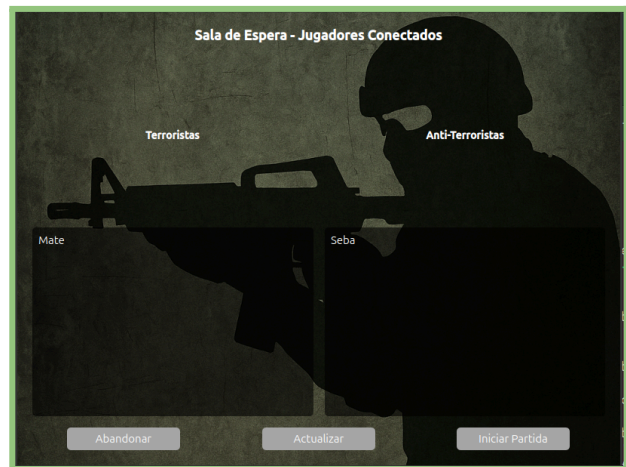 Sala de Espera - Jugadores Conectados
Terroristas
Anti-Terroristas
Mate
Seba
Abandonar
Actualizar
Iniciar Partida